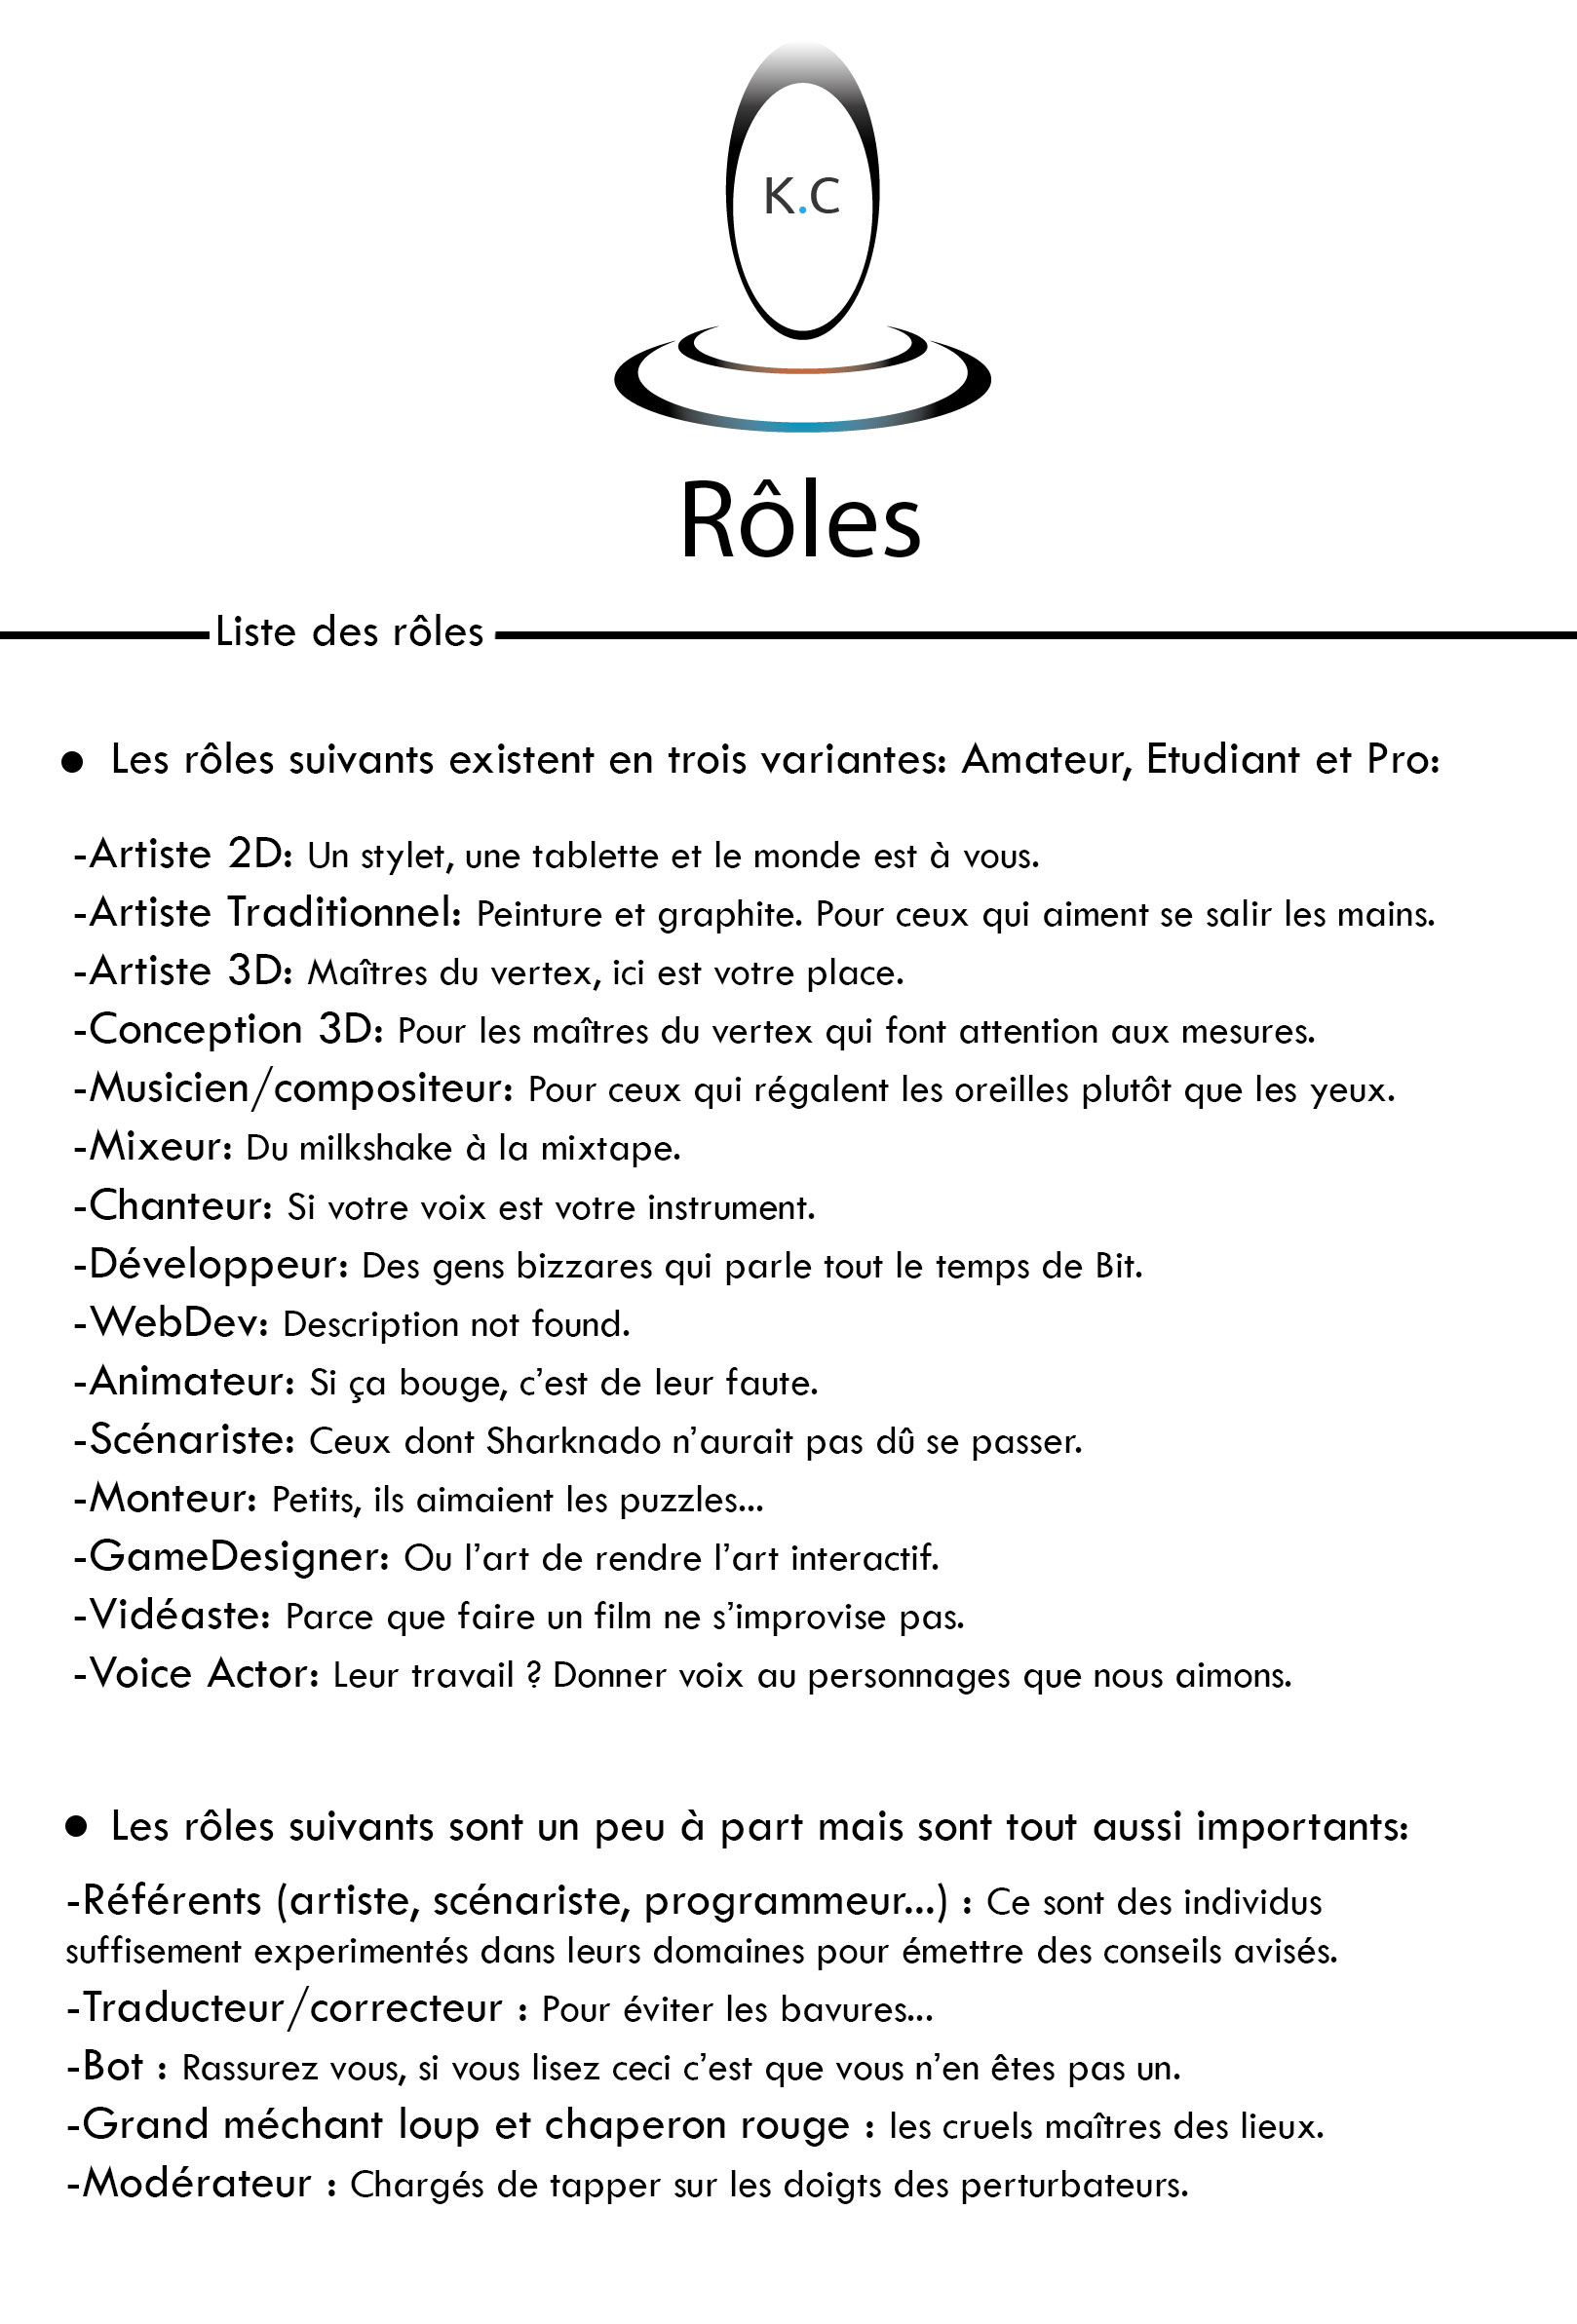 K.C
Rôles
Liste des rôles
● Les rôles suivants existent en trois variantes: Amateur, Etudiant et Pro:
-Artiste 2D: Un stylet, une tablette et le monde est à vous.
-Artiste Traditionnel: Peinture et graphite. Pour ceux qui aiment se salir les mains.
-Artiste 3D: Maîtres du vertex, ici est votre place.
-Conception 3D: Pour les maîtres du vertex qui font attention aux mesures.
-Musicien/compositeur: Pour ceux qui régalent les oreilles plutôt que les yeux.
-Mixeur: Du milkshake à la mixtape.
-Chanteur: Si votre voix est votre instrument.
-Développeur: Des gens bizzares qui parle tout le temps de Bit.
-WebDev: Description not found.
-Animateur: Si ça bouge, c’est de leur faute.
-Scénariste: Ceux dont Sharknado n’aurait pas dû se passer.
-Monteur: Petits, ils aimaient les puzzles...
-GameDesigner: Ou l’art de rendre l’art interactif.
-Vidéaste: Parce que faire un film ne s’improvise pas.
-Voice Actor: Leur travail ? Donner voix au personnages que nous aimons.
● Les rôles suivants sont un peu à part mais sont tout aussi importants:
-Référents (artiste, scénariste, programmeur...) : Ce sont des individus
suffisement experimentés dans leurs domaines pour émettre des conseils avisés.
-Traducteur/correcteur : Pour éviter les bavures...
-Bot : Rassurez vous, si vous lisez ceci c’est que vous n’en êtes pas un.
-Grand méchant loup et chaperon rouge : les cruels maîtres des lieux.
-Modérateur : Chargés de tapper sur les doigts des perturbateurs.